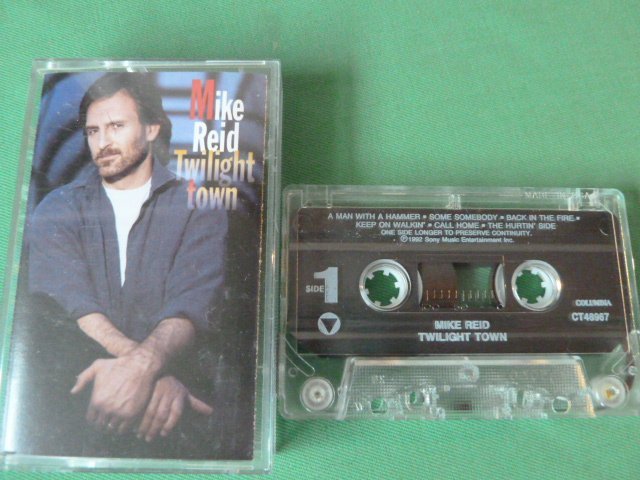 Mike
Reid
Twilight
town
A MAN WITH A HAMMER • SOME SOMEBODY • BACK IN THE FIRE •
KEEP ON WALKIN' • CALL HOME • THE HURTIN' SIDE
ONE SIDE LONGER TO PRESERVE CONTINUITY.
℗1992 Sony Music Entertainment Inc.
SIDE 1
COLUMBIA
CT48967
MIKE REID
TWILIGHT TOWN